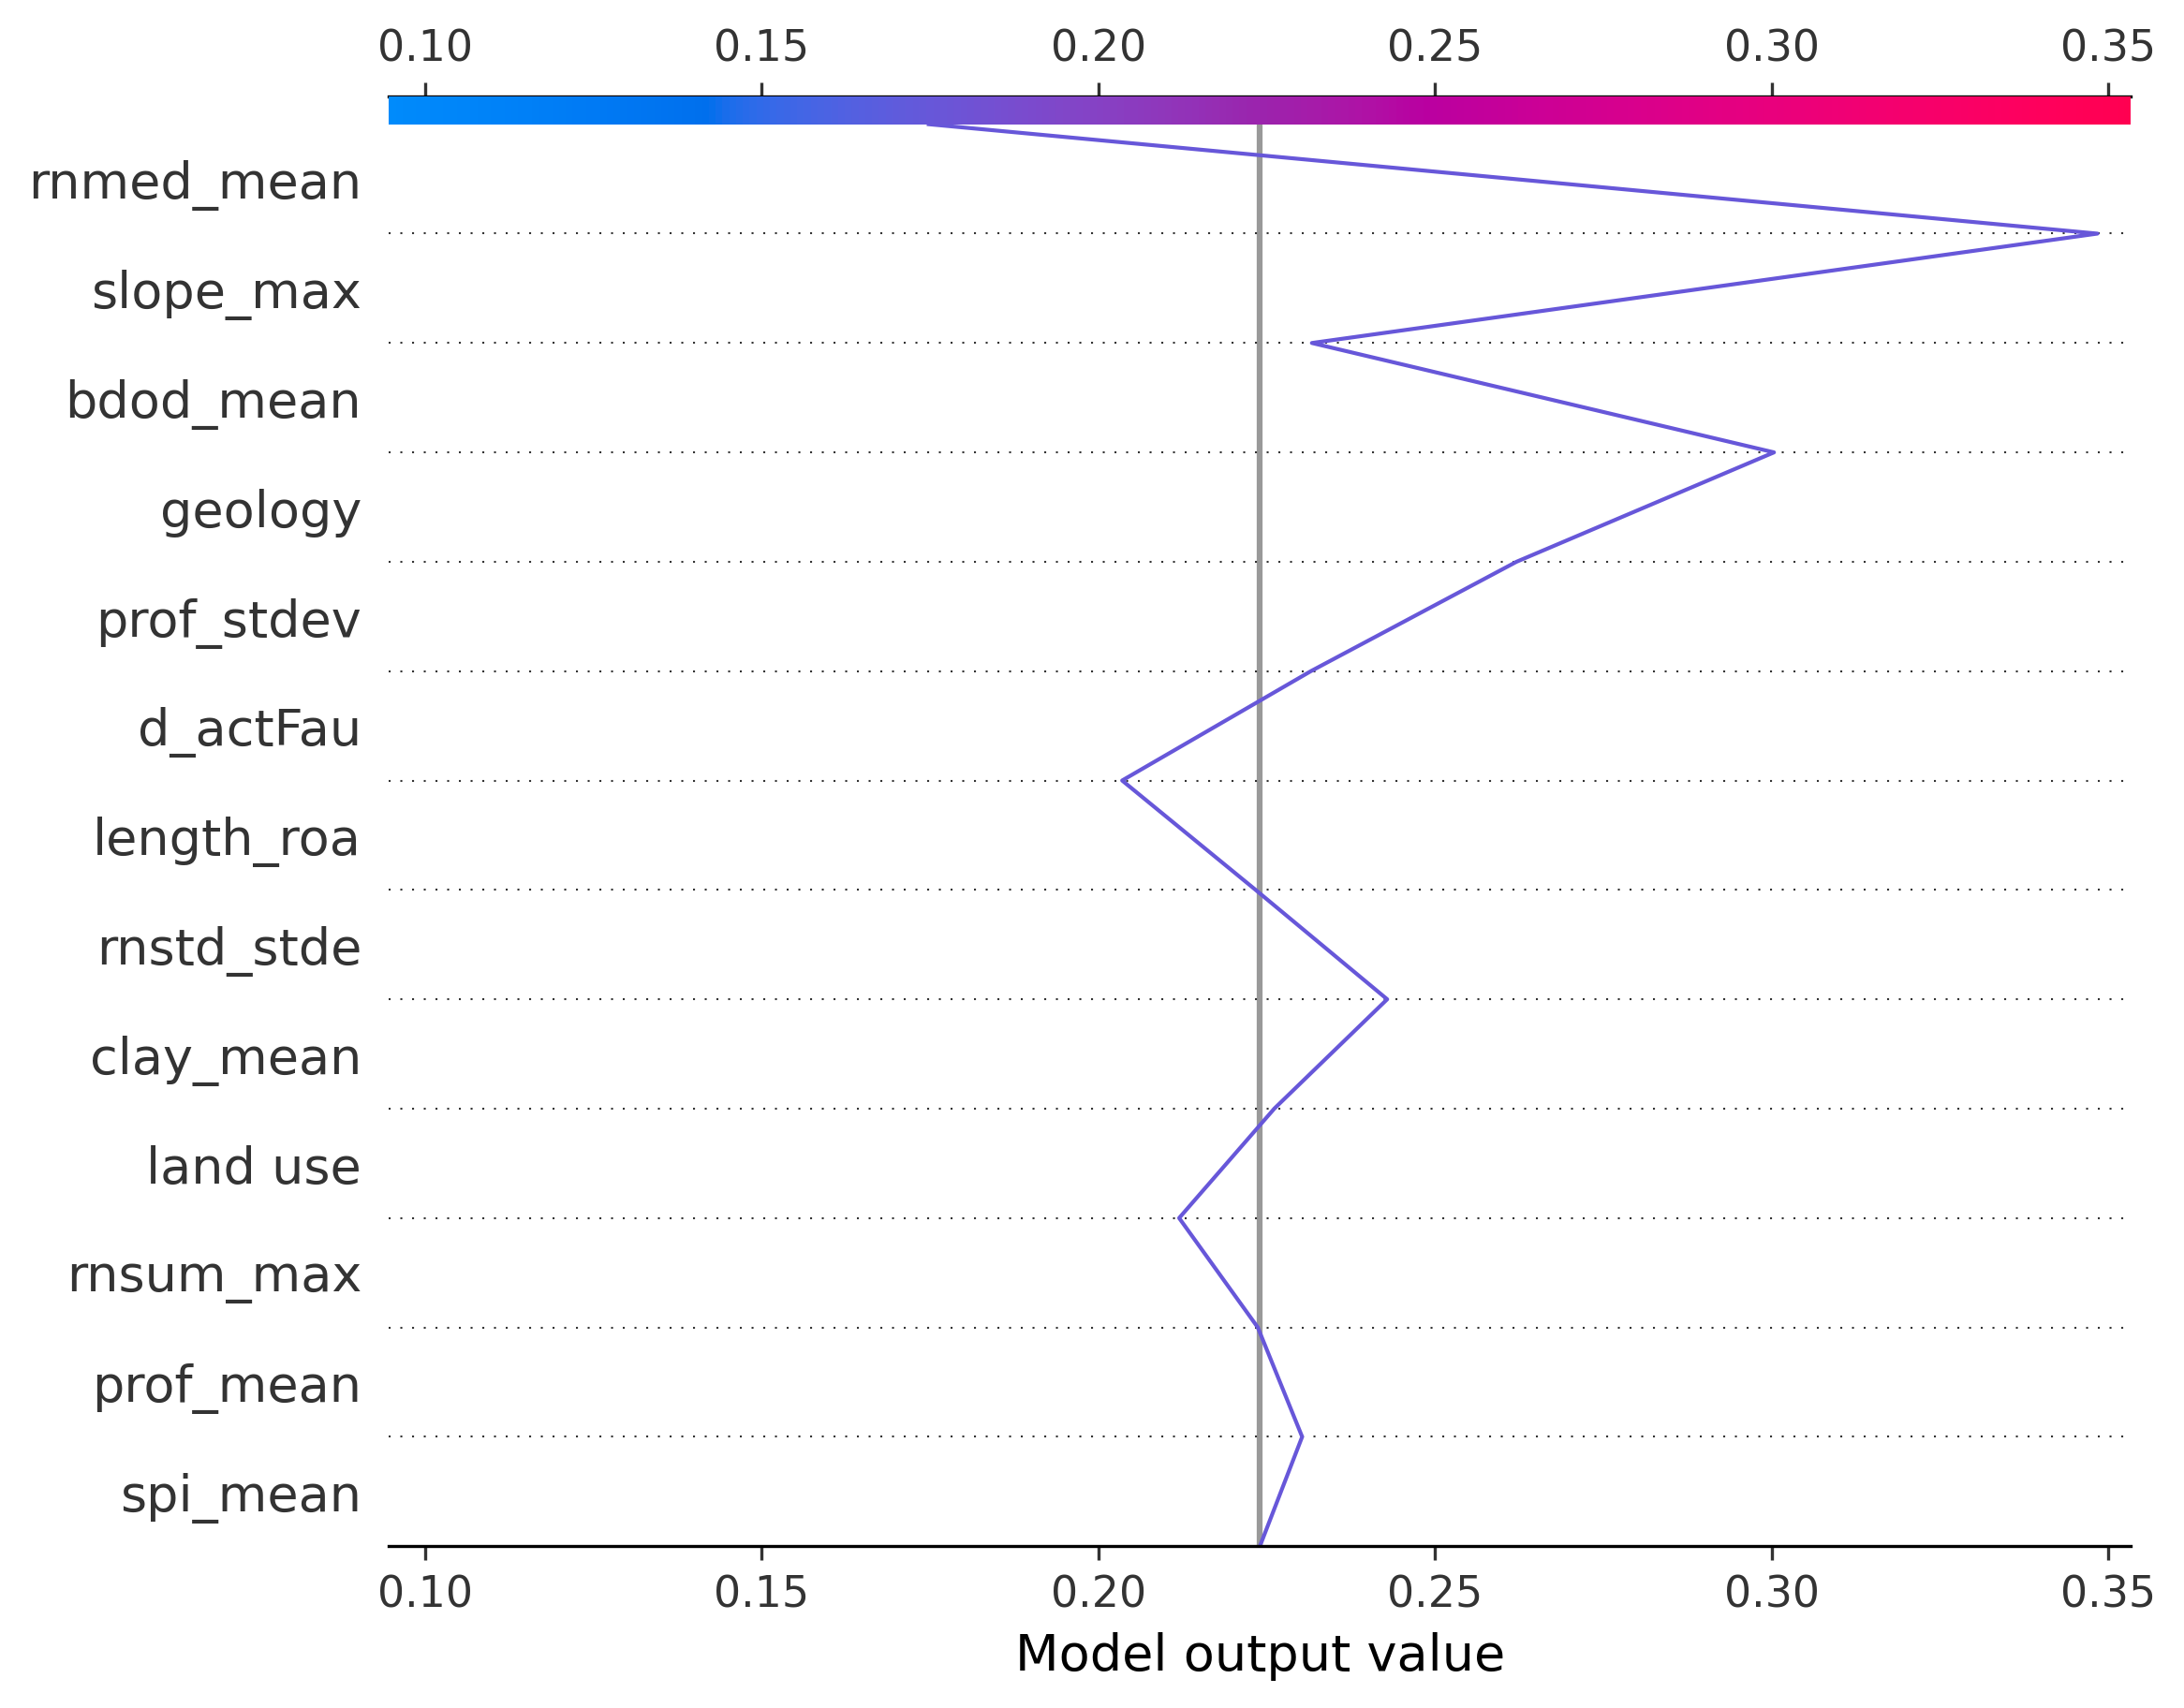 0.10 0.15 0.20 0.25 0.30 0.35
rnmed_mean
slope_max
bdod_mean
geology
prof_stdev
d_actFau
length_roa
rnstd_stde
clay_mean
land use
rnsum_max
prof_mean
spi_mean
0.10 0.15 0.20 0.25 0.30 0.35
Model output value